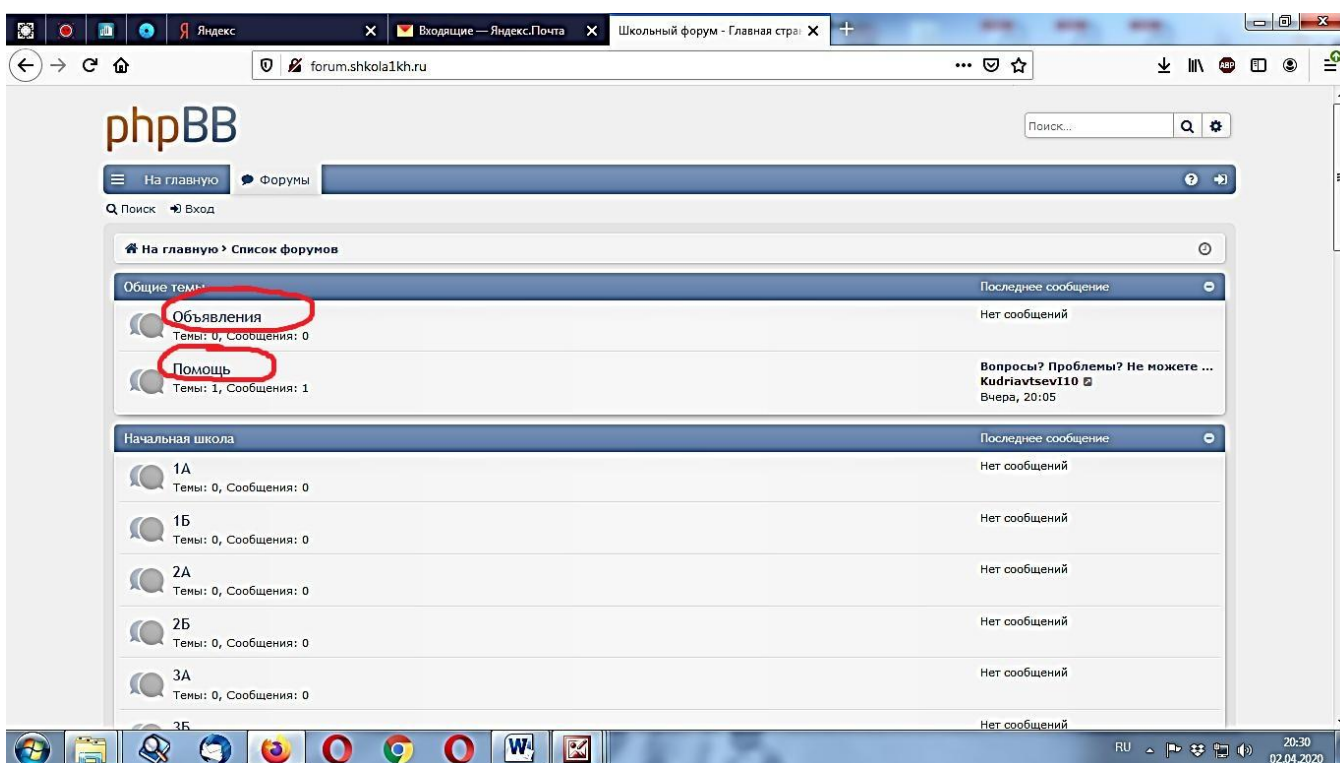 Яндекс
Входящие — Яндекс.Почта
Школьный форум - Главная стра
forum.shkola1kh.ru
ABP
phpBB
Поиск...
На главную Форумы
Поиск Вход
На главную › Список форумов
Общие темы Последнее сообщение
Объявления Нет сообщений
Темы: 0, Сообщения: 0
Помощь Вопросы? Проблемы? Не можете ...
Темы: 1, Сообщения: 1 KudriavtsevI10
Вчера, 20:05
Начальная школа Последнее сообщение
1А Нет сообщений
Темы: 0, Сообщения: 0
1Б Нет сообщений
Темы: 0, Сообщения: 0
2А Нет сообщений
Темы: 0, Сообщения: 0
2Б Нет сообщений
Темы: 0, Сообщения: 0
3А Нет сообщений
Темы: 0, Сообщения: 0
3Б Нет сообщений
RU 20:30
02.04.2020